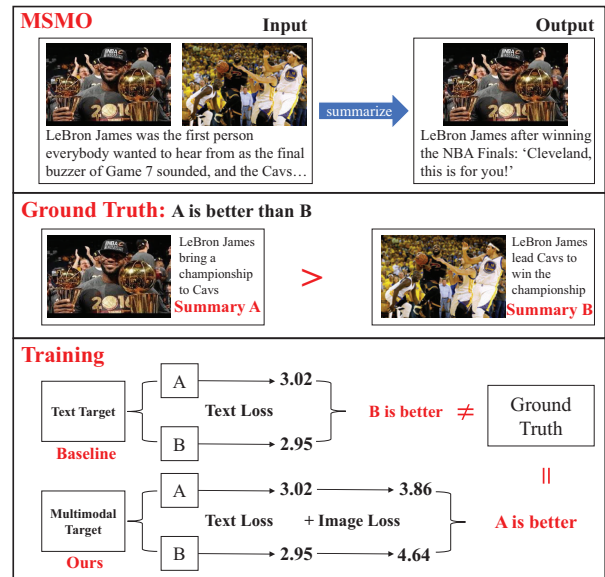 MSMO
Input
Output
summarize
LeBron James was the first person
everybody wanted to hear from as the final
buzzer of Game 7 sounded, and the Cavs…
LeBron James after winning
the NBA Finals: ‘Cleveland,
this is for you!’
Ground Truth: A is better than B
LeBron James
bring a
championship
to Cavs
Summary A
>
LeBron James
lead Cavs to
win the
championship
Summary B
Training
Text Target
Baseline
A
3.02
Text Loss
B
2.95
B is better
≠
Ground
Truth
=
Multimodal
Target
Ours
A
3.02
3.86
Text Loss + Image Loss
B
2.95
4.64
A is better